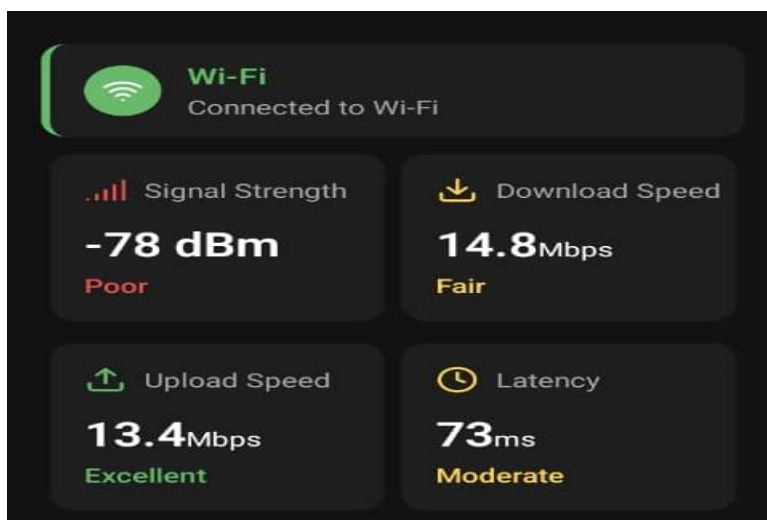 Wi-Fi
Connected to Wi-Fi
Signal Strength
-78 dBm
Poor
Download Speed
14.8Mbps
Fair
Upload Speed
13.4Mbps
Excellent
Latency
73ms
Moderate